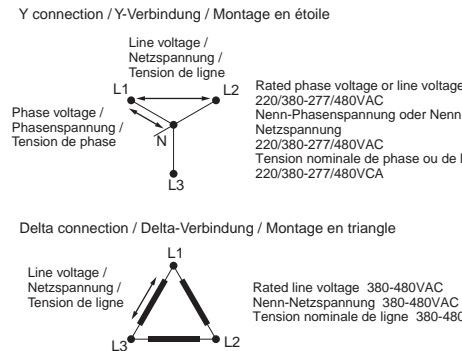 Y connection / Y-Verbindung / Montage en étoile
Line voltage /
Netzspannung /
Tension de ligne
L1
L2
Phase voltage /
Phasenspannung /
Tension de phase
N
L3
Rated phase voltage or line voltage
220/380-277/480VAC
Nenn-Phasenspannung oder Nenn
Netzspannung
220/380-277/480VAC
Tension nominale de phase ou de
220/380-277/480VCA
Delta connection / Delta-Verbindung / Montage en triangle
L1
Line voltage /
Netzspannung /
Tension de ligne
L3
L2
Rated line voltage 380-480VAC
Nenn-Netzspannung 380-480VAC
Tension nominale de ligne 380-480